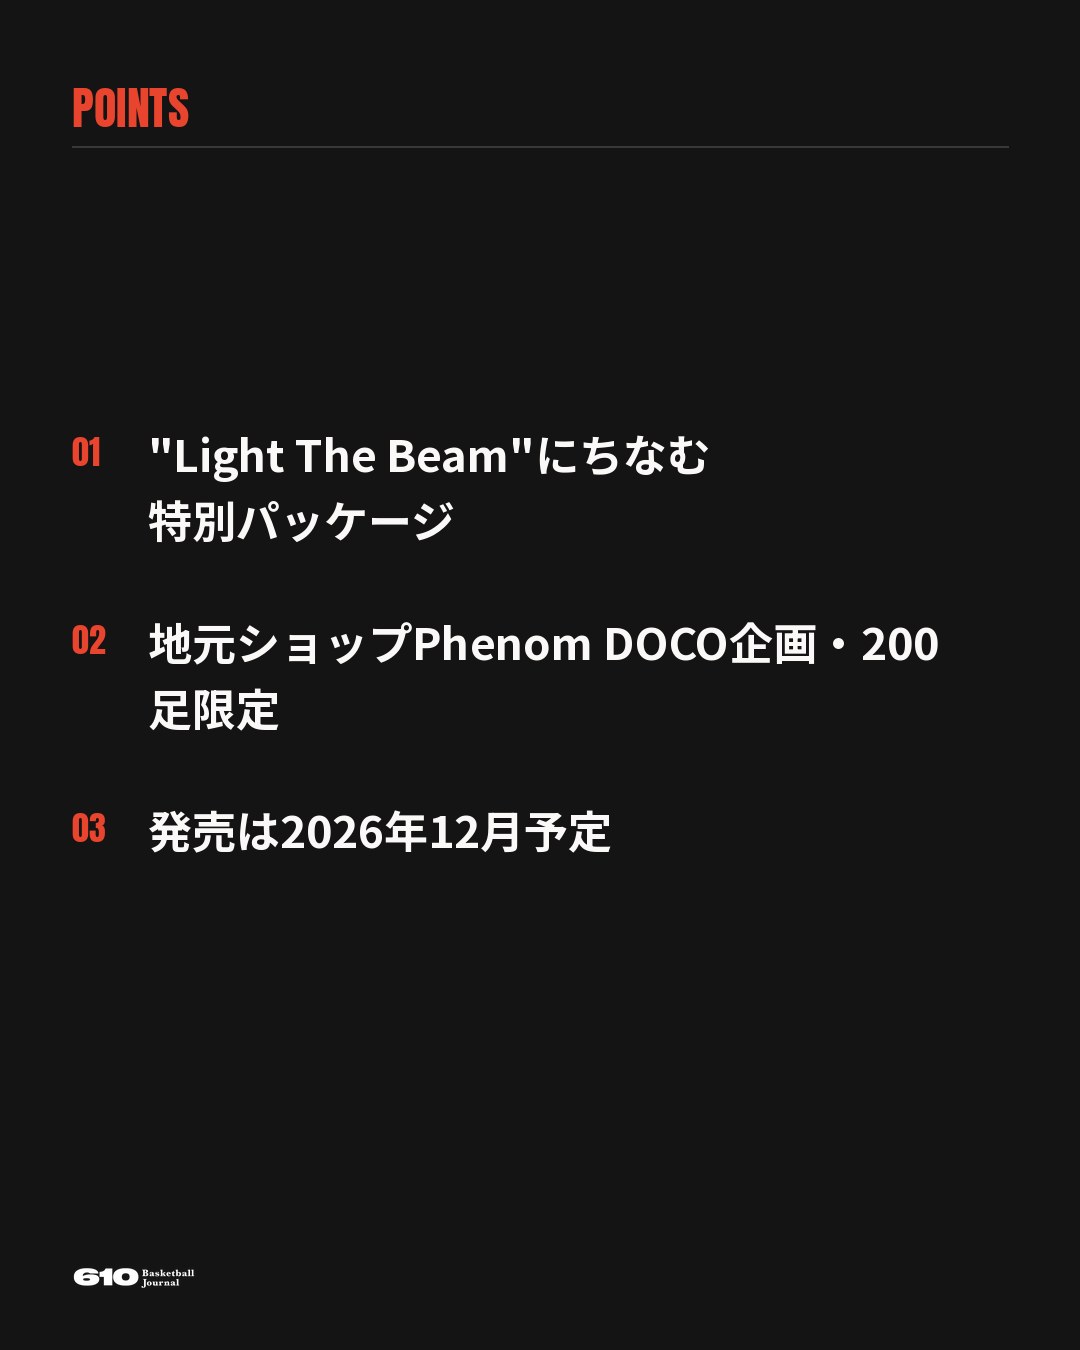 POINTS
01
"Light The Beam"にちなむ
特別パッケージ
02
地元ショップPhenom DOCO企画・200
足限定
03
発売は2026年12月予定
610 Basketball
Journal